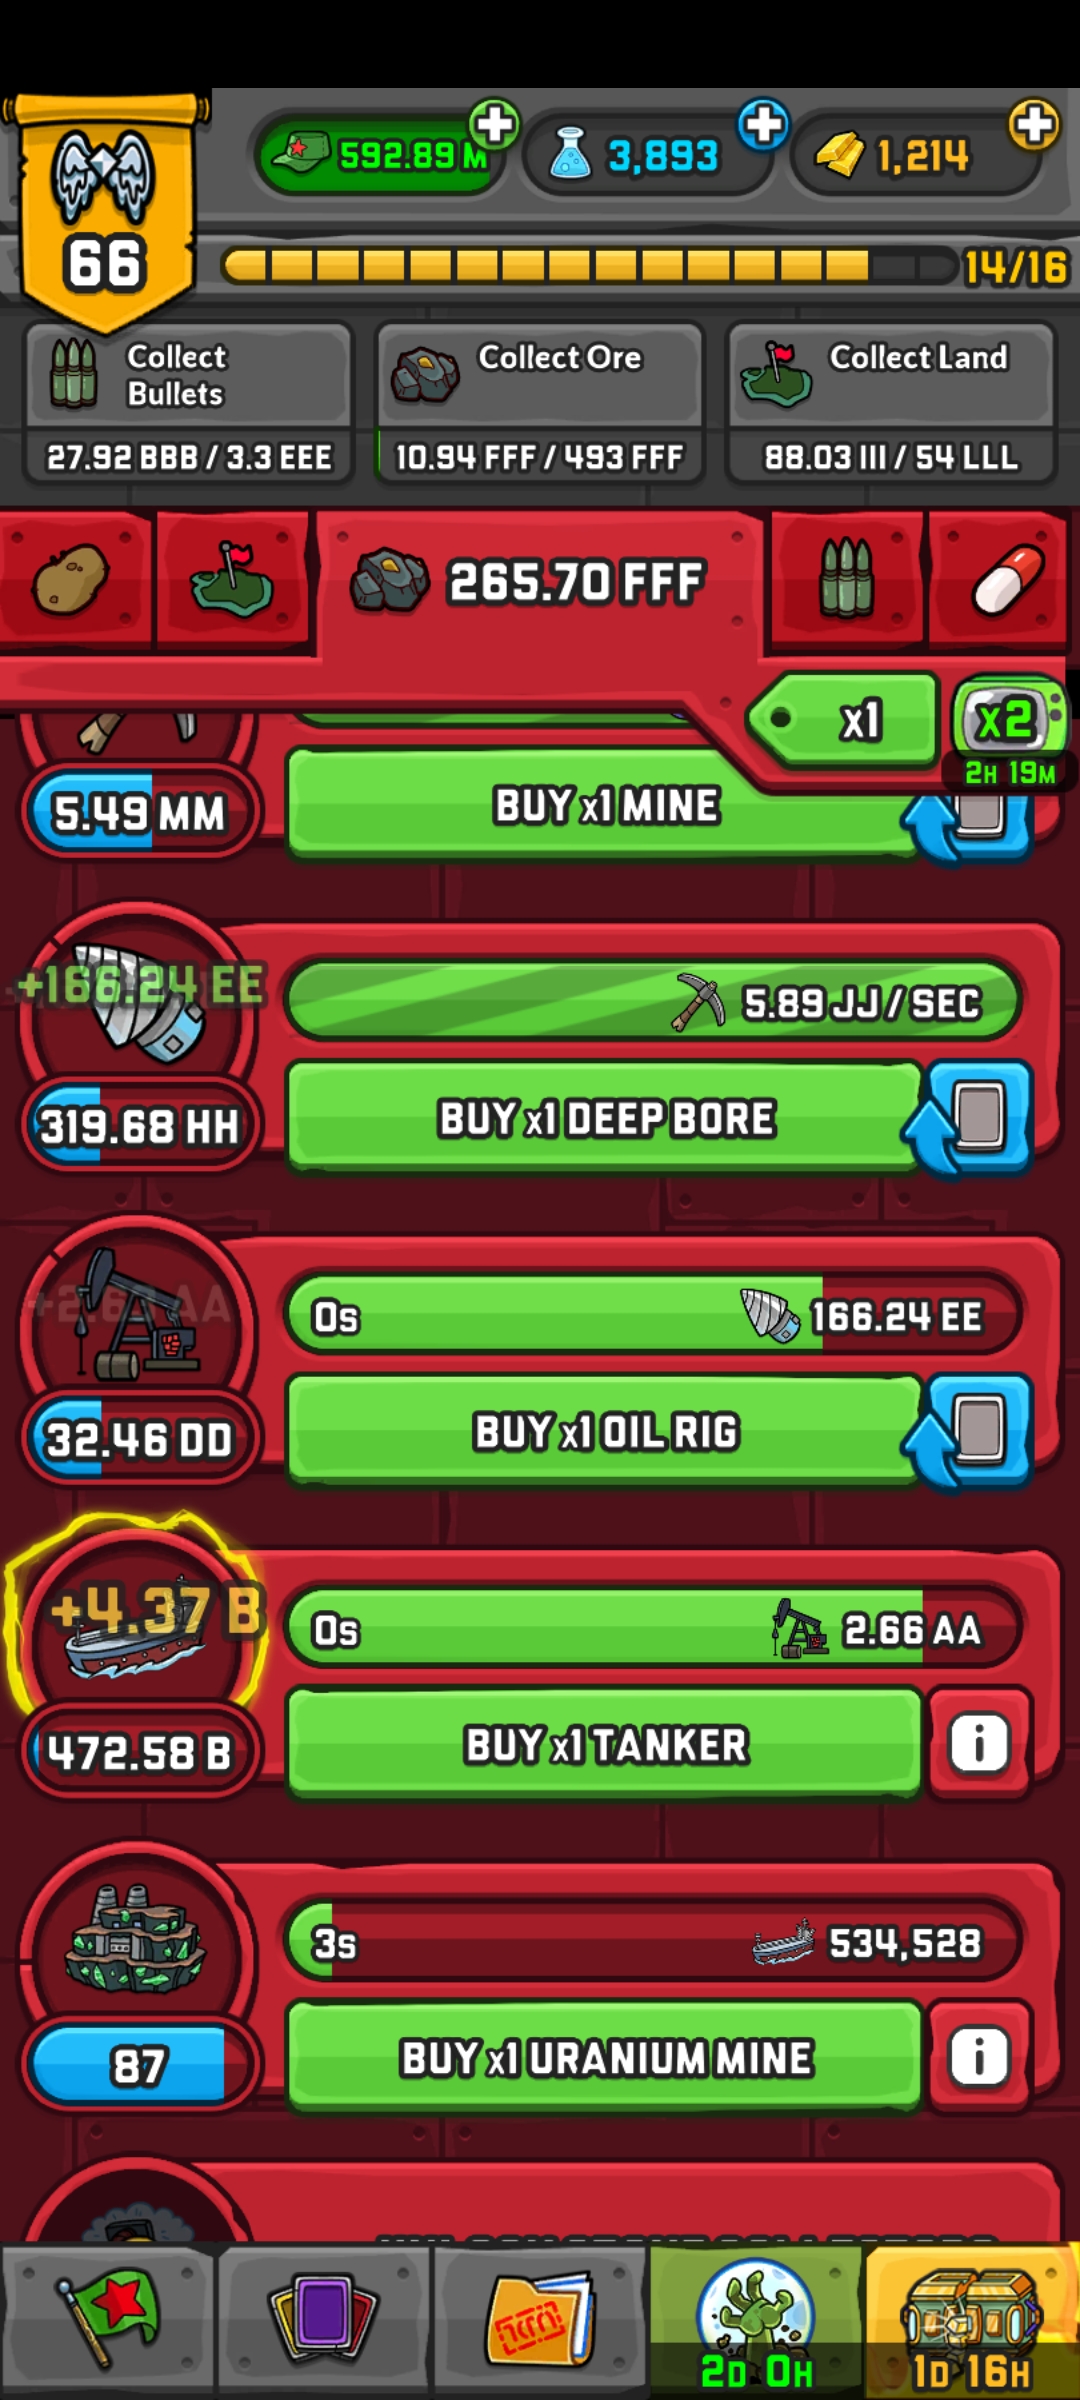 592.89 M
3,893
1,214
66
14/16
Collect
Bullets
Collect Ore
Collect Land
27.92 BBB / 3.3 EEE
10.94 FFF / 493 FFF
88.03 III / 54 LLL
265.70 FFF
x1
x2
2H 19M
5.49 MM
BUY x1 MINE
+166.24 EE
5.89 JJ / SEC
319.68 HH
BUY x1 DEEP BORE
+2.63 AA
0s
166.24 EE
32.46 DD
BUY x1 OIL RIG
+4.37 B
0s
2.66 AA
472.58 B
BUY x1 TANKER
3s
534,528
87
BUY x1 URANIUM MINE
2D 0H
1D 16H